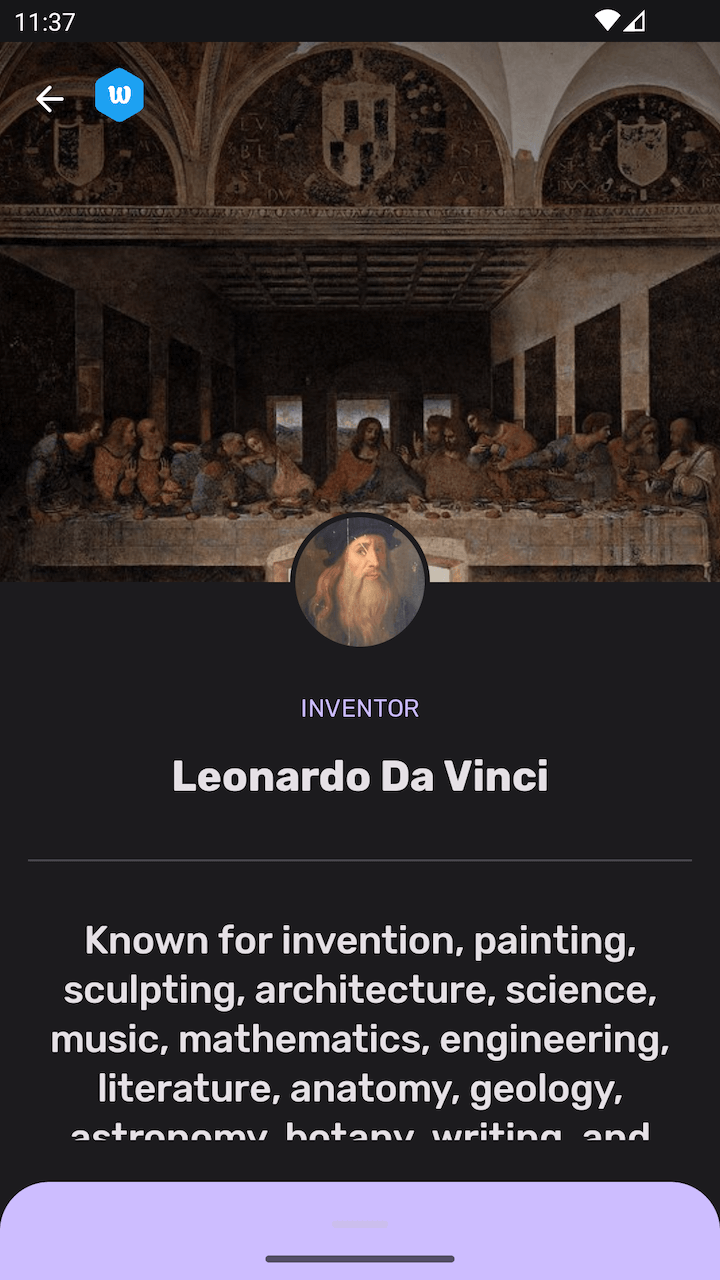 11:37
w
INVENTOR
Leonardo Da Vinci
Known for invention, painting,
sculpting, architecture, science,
music, mathematics, engineering,
literature, anatomy, geology,
astronomy, botany, writing, and